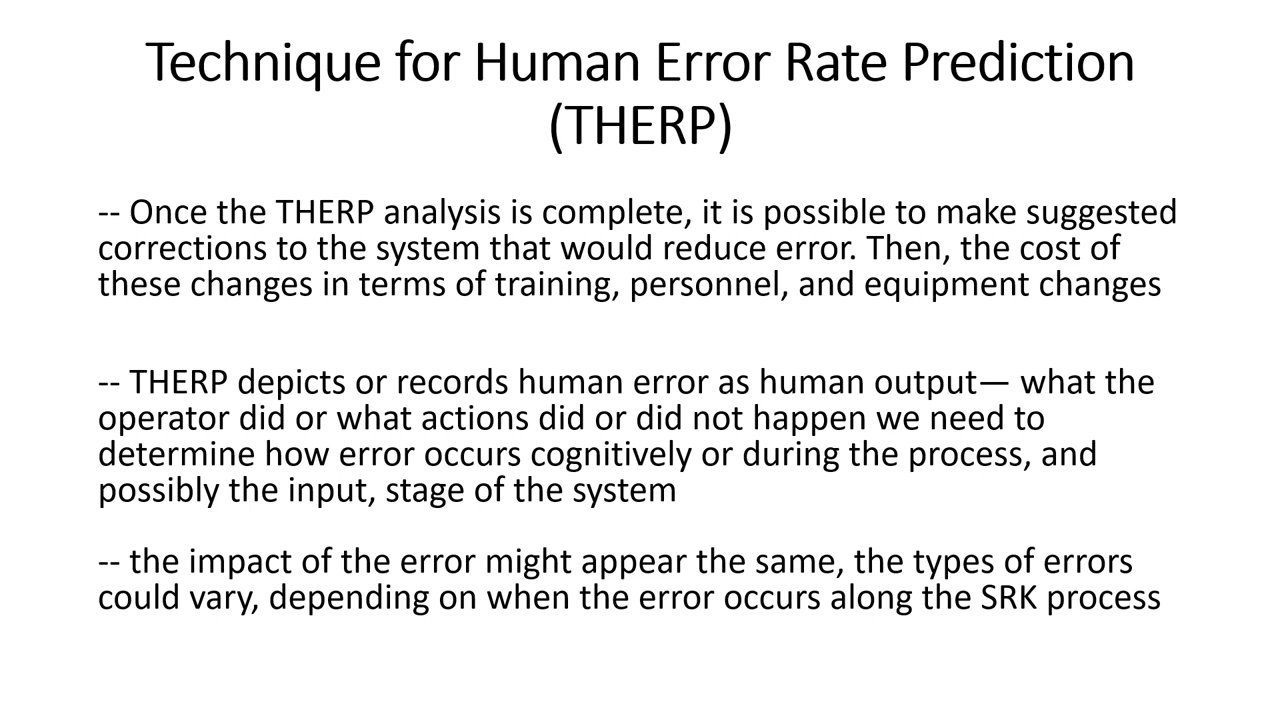 Technique for Human Error Rate Prediction
(THERP)
-- Once the THERP analysis is complete, it is possible to make suggested
corrections to the system that would reduce error. Then, the cost of
these changes in terms of training, personnel, and equipment changes
-- THERP depicts or records human error as human output— what the
operator did or what actions did or did not happen we need to
determine how error occurs cognitively or during the process, and
possibly the input, stage of the system
-- the impact of the error might appear the same, the types of errors
could vary, depending on when the error occurs along the SRK process